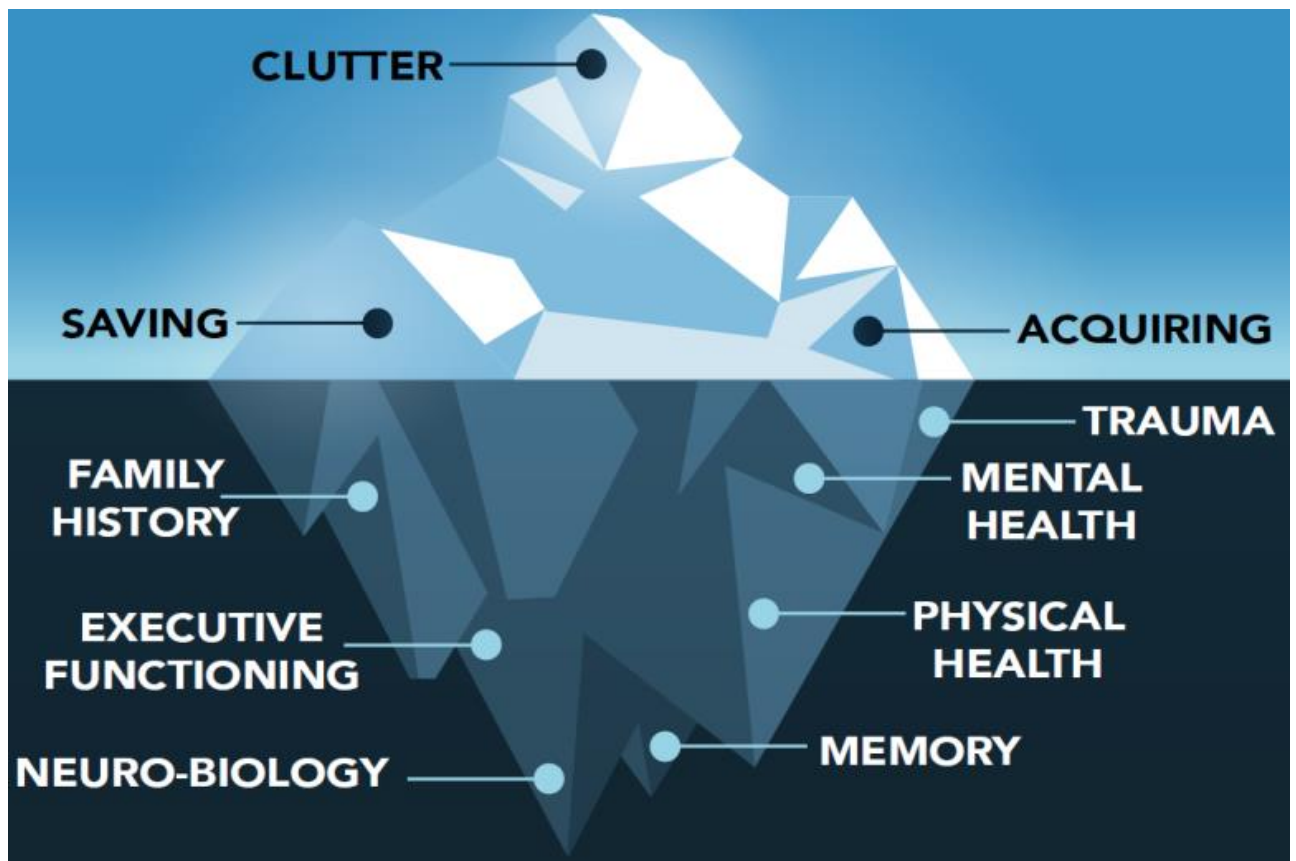 CLUTTER
SAVING
ACQUIRING
TRAUMA
FAMILY
HISTORY
MENTAL
HEALTH
EXECUTIVE
FUNCTIONING
PHYSICAL
HEALTH
NEURO-BIOLOGY
MEMORY